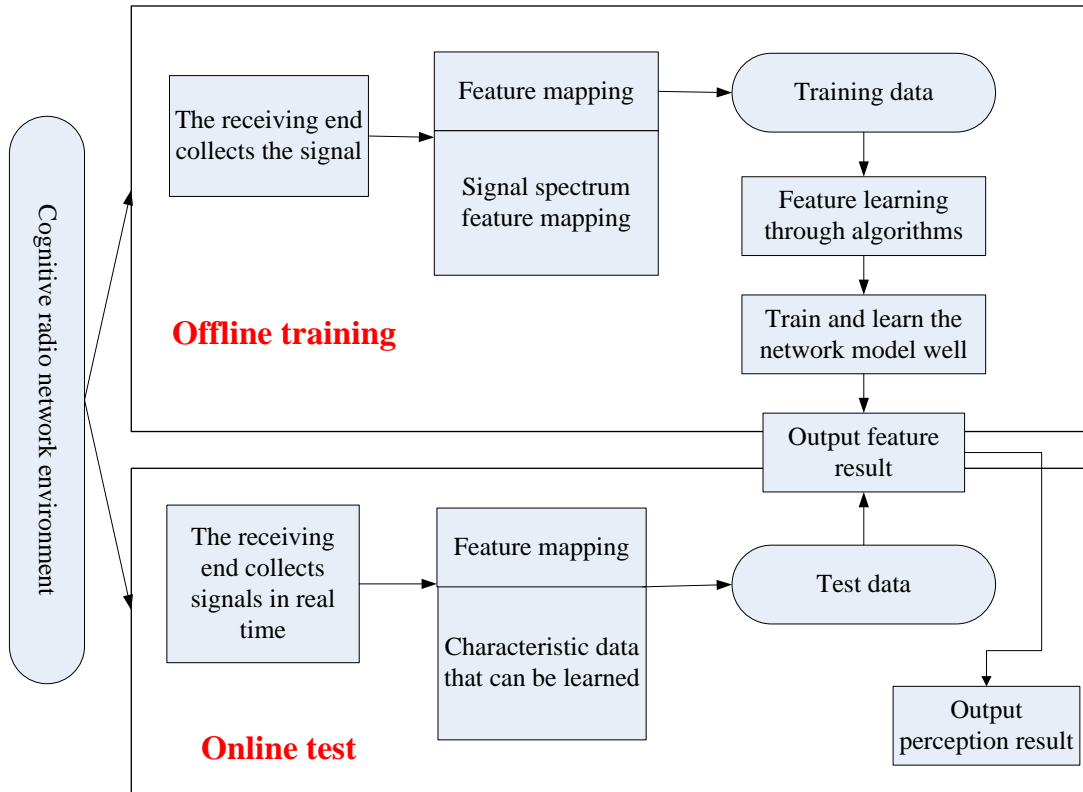 Cognitive radio network environment
The receiving end
collects the signal
Feature mapping
Signal spectrum
feature mapping
Training data
Feature learning
through algorithms
Train and learn the
network model well
Offline training
Output feature
result
The receiving
end collects
signals in real
time
Feature mapping
Characteristic data
that can be learned
Test data
Output
perception result
Online test